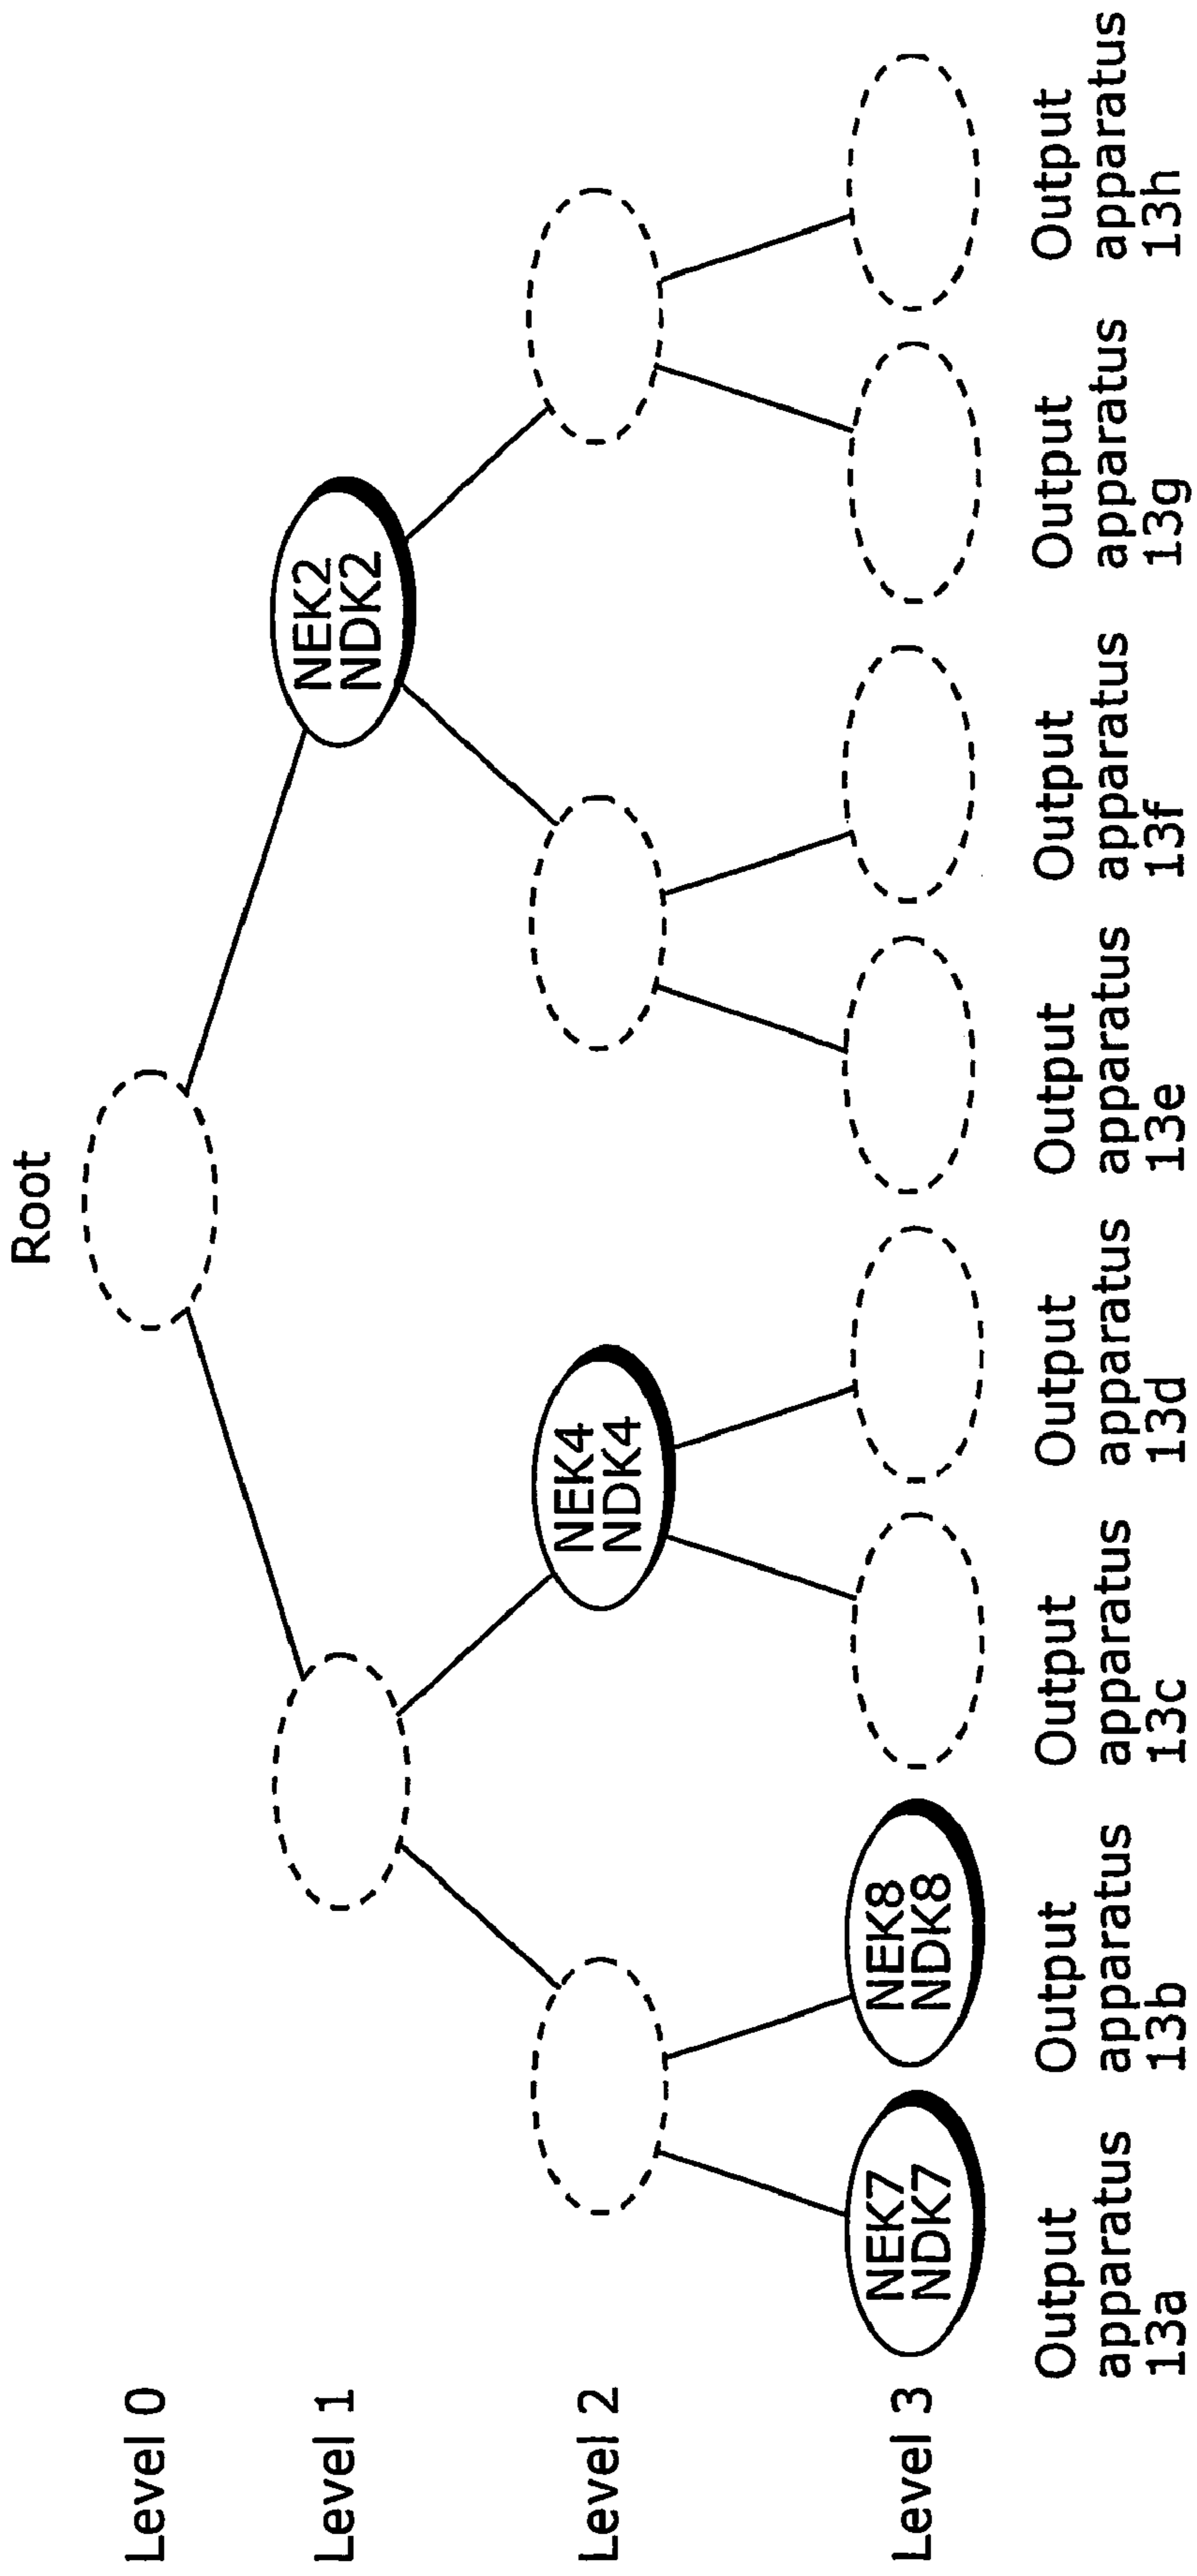 Root
Level 0
Level 1
NEK2
NDK2
Level 2
NEK4
NDK4
Level 3
NEK7
NDK7
NEK8
NDK8
Output
apparatus
13a
Output
apparatus
13b
Output
apparatus
13c
Output
apparatus
13d
Output
apparatus
13e
Output
apparatus
13f
Output
apparatus
13g
Output
apparatus
13h